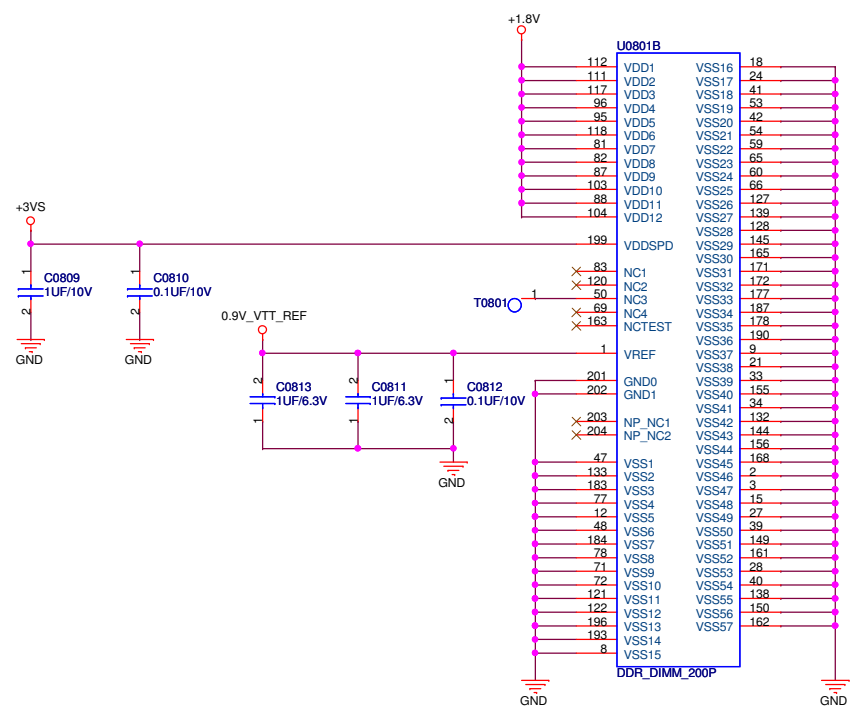 +1.8V
U0801B
112 VDD1 VSS16 18
111 VDD2 VSS17 24
117 VDD3 VSS18 41
96 VDD4 VSS19 53
95 VDD5 VSS20 42
118 VDD6 VSS21 54
81 VDD7 VSS22 59
82 VDD8 VSS23 65
87 VDD9 VSS24 60
103 VDD10 VSS25 66
88 VDD11 VSS26 127
104 VDD12 VSS27 139
VSS28 128
+3VS
199 VDDSPD VSS29 145
VSS30 165
83 NC1 VSS31 171
120 NC2 VSS32 172
T0801 1 50 NC3 VSS33 177
69 NC4 VSS34 187
163 NCTEST VSS35 178
VSS36 190
1 C0809 1UF/10V 2
1 C0810 0.1UF/10V 2
GND GND
0.9V_VTT_REF
1 VREF VSS37 9
VSS38 21
201 GND0 VSS39 33
202 GND1 VSS40 155
VSS41 34
203 NP_NC1 VSS42 132
204 NP_NC2 VSS43 144
VSS44 156
2 C0813 1UF/6.3V 1
2 C0811 1UF/6.3V 1
1 C0812 0.1UF/10V 2
GND
47 VSS1 VSS45 168
133 VSS2 VSS46 2
183 VSS3 VSS47 3
77 VSS4 VSS48 15
12 VSS5 VSS49 27
48 VSS6 VSS50 39
184 VSS7 VSS51 149
78 VSS8 VSS52 161
71 VSS9 VSS53 28
72 VSS10 VSS54 40
121 VSS11 VSS55 138
122 VSS12 VSS56 150
196 VSS13 VSS57 162
193 VSS14
8 VSS15
DDR_DIMM_200P
GND GND